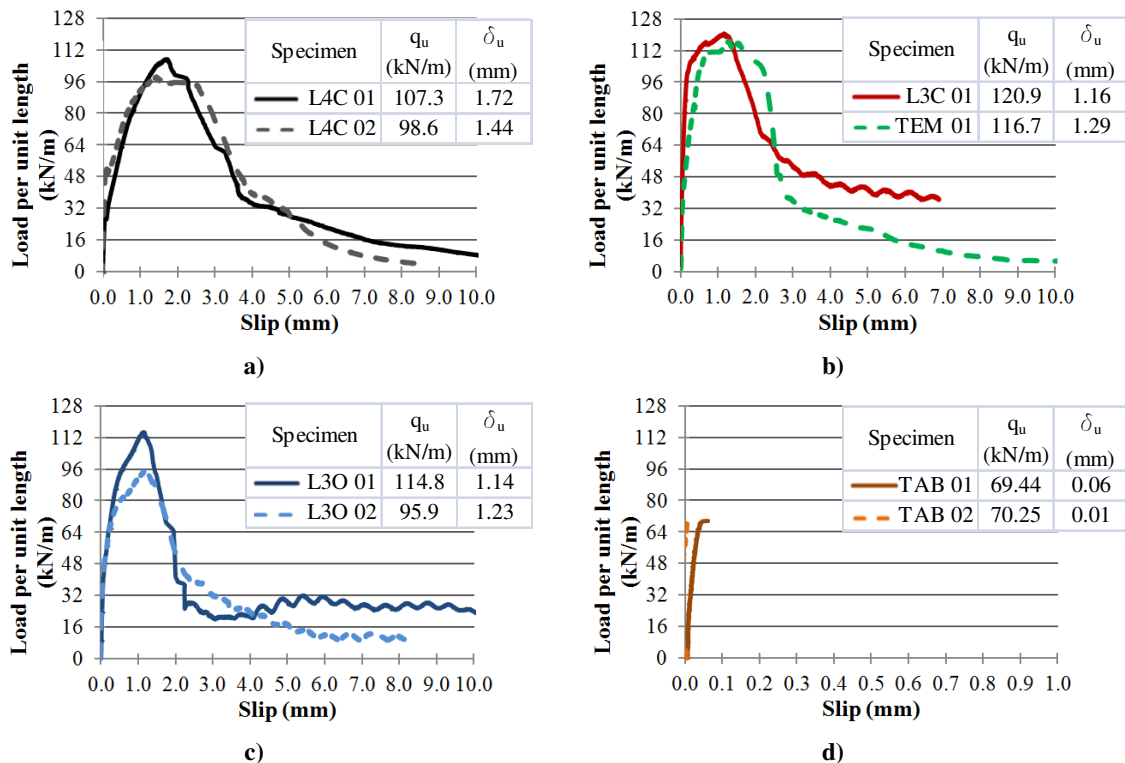 Load per unit length
(kN/m)
128
112
96
80
64
48
32
16
0
0.0 1.0 2.0 3.0 4.0 5.0 6.0 7.0 8.0 9.0 10.0
Slip (mm)
Specimen qu (kN/m) δu (mm)
L4C 01 107.3 1.72
L4C 02 98.6 1.44
a)
Load per unit length
(kN/m)
128
112
96
80
64
48
32
16
0
0.0 1.0 2.0 3.0 4.0 5.0 6.0 7.0 8.0 9.0 10.0
Slip (mm)
Specimen qu (kN/m) δu (mm)
L3C 01 120.9 1.16
TEM 01 116.7 1.29
b)
Load per unit length
(kN/m)
128
112
96
80
64
48
32
16
0
0.0 1.0 2.0 3.0 4.0 5.0 6.0 7.0 8.0 9.0 10.0
Slip (mm)
Specimen qu (kN/m) δu (mm)
L3O 01 114.8 1.14
L3O 02 95.9 1.23
c)
Load per unit length
(kN/m)
128
112
96
80
64
48
32
16
0
0.0 0.1 0.2 0.3 0.4 0.5 0.6 0.7 0.8 0.9 1.0
Slip (mm)
Specimen qu (kN/m) δu (mm)
TAB 01 69.44 0.06
TAB 02 70.25 0.01
d)